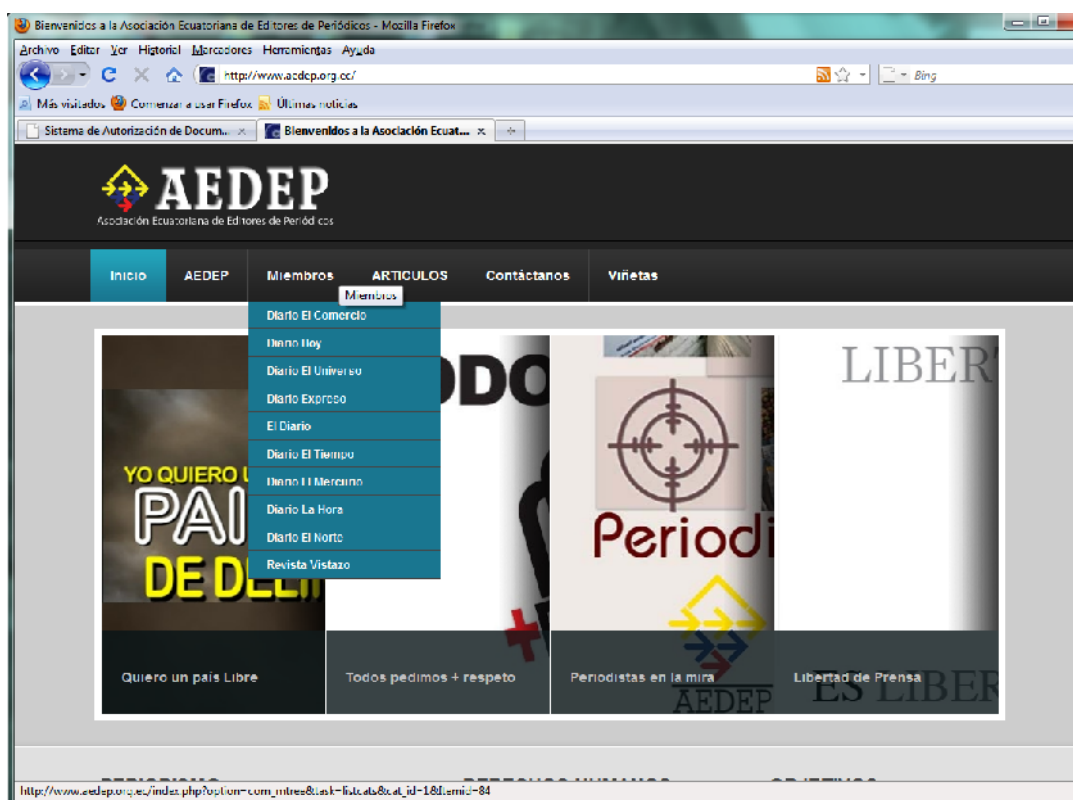 Bienvenidos a la Asociación Ecuatoriana de Editores de Periódicos - Mozilla Firefox
Archivo Editar Ver Historial Marcadores Herramientas Ayuda
http://www.aedep.org.ec/ Bing
Más visitados Comenzar a usar Firefox Últimas noticias
Sistema de Autorización de Docum... Bienvenidos a la Asociación Ecuat...
AEDEP
Asociación Ecuatoriana de Editores de Periódicos
Inicio AEDEP Miembros ARTICULOS Contáctanos Viñetas
Miembros
Diario El Comercio
Diario Hoy
Diario El Universo
Diario Expreso
El Diario
Diario El Tiempo
Diario El Mercurio
Diario La Hora
Diario El Norte
Revista Vistazo
YO QUIERO
DE
LIBERT
Periodi
AEDEP
ES LIBER
Quiero un país Libre
Todos pedimos + respeto
Periodistas en la mira
Libertad de Prensa
PERIODISMO DERECHOS HUMANOS OBJETIVOS
http://www.aedep.org.ec/index.php?option=com_mtree&task=listcats&cat_id=1&Itemid=84